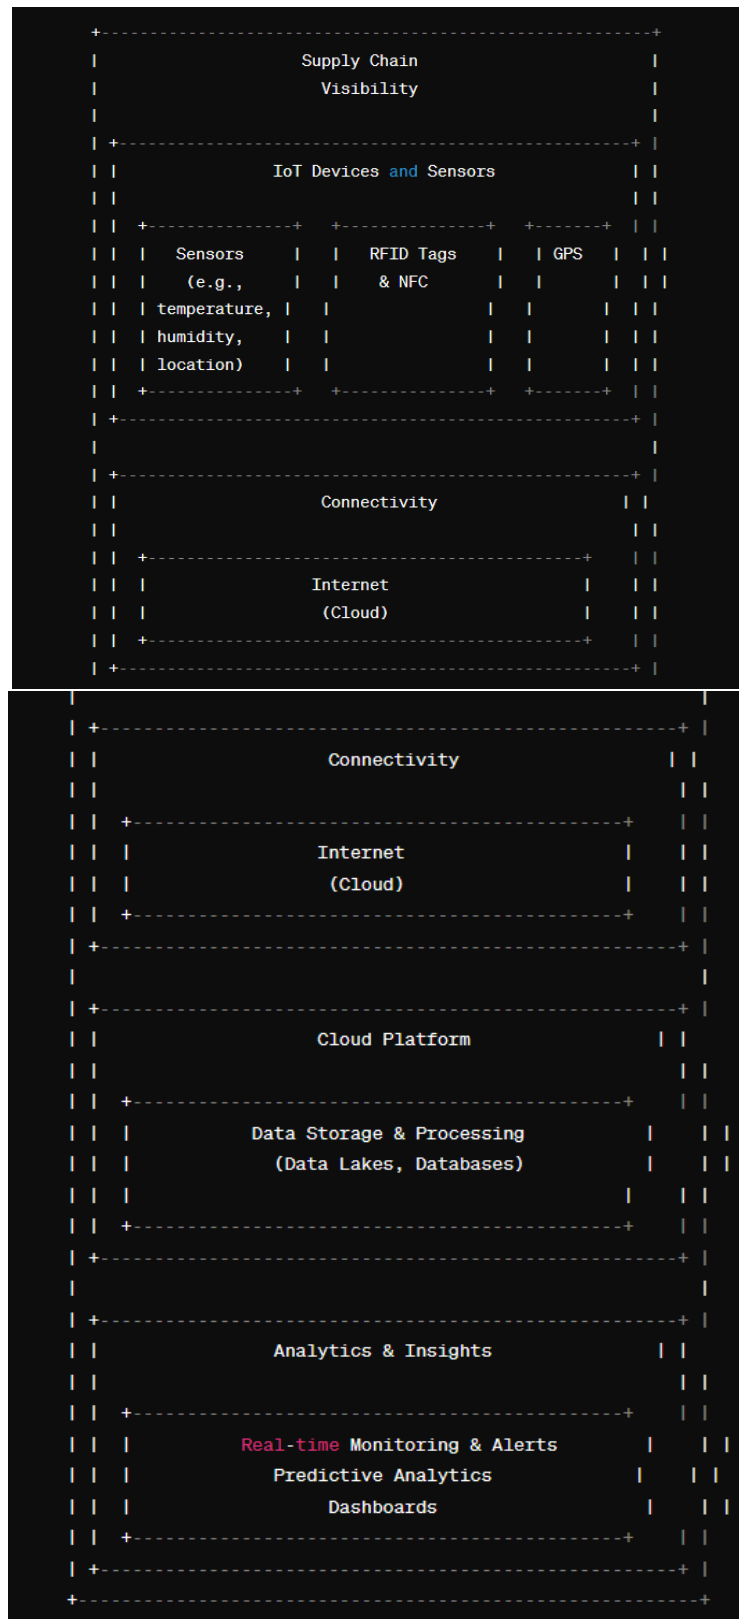 Supply Chain
Visibility
IoT Devices and Sensors
Sensors RFID Tags GPS
(e.g., & NFC
temperature,
humidity,
location)
Connectivity
Internet
(Cloud)
Connectivity
Internet
(Cloud)
Cloud Platform
Data Storage & Processing
(Data Lakes, Databases)
Analytics & Insights
Real-time Monitoring & Alerts
Predictive Analytics
Dashboards